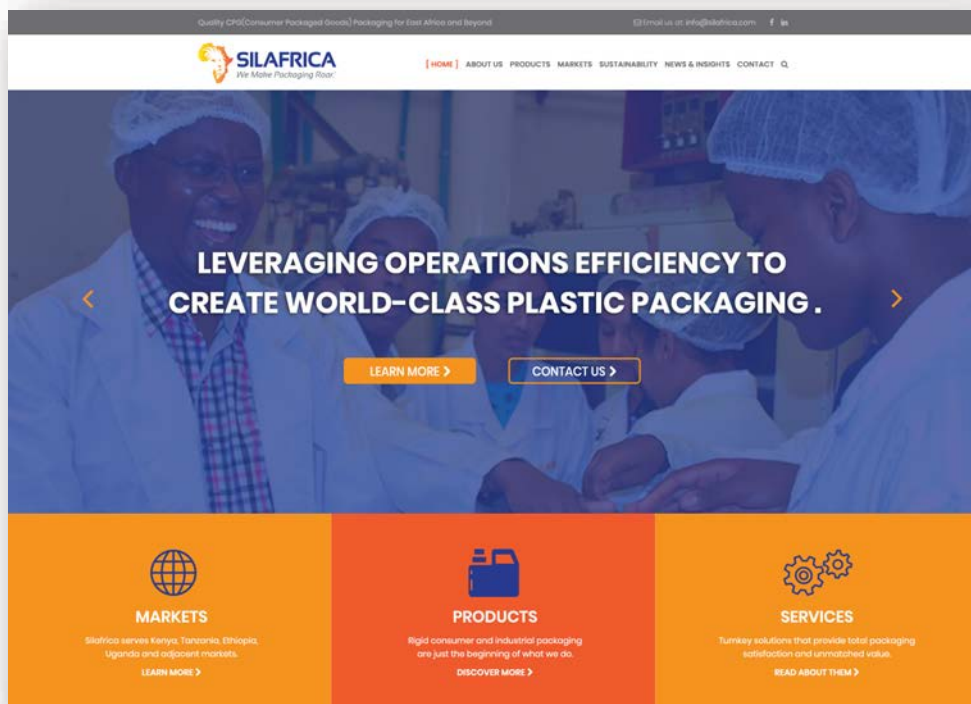 Quality CPG(Consumer Packaged Goods) Packaging for East Africa and Beyond
Email us at: info@silafrica.com f in
SILAFRICA
We Make Packaging Roar.
[ HOME ] ABOUT US PRODUCTS MARKETS SUSTAINABILITY NEWS & INSIGHTS CONTACT
LEVERAGING OPERATIONS EFFICIENCY TO
CREATE WORLD-CLASS PLASTIC PACKAGING .
LEARN MORE
CONTACT US
MARKETS
Silafrica serves Kenya, Tanzania, Ethiopia,
Uganda and adjacent markets.
LEARN MORE
PRODUCTS
Rigid consumer and industrial packaging
are just the beginning of what we do.
DISCOVER MORE
SERVICES
Turnkey solutions that provide total packaging
satisfaction and unmatched value.
READ ABOUT THEM